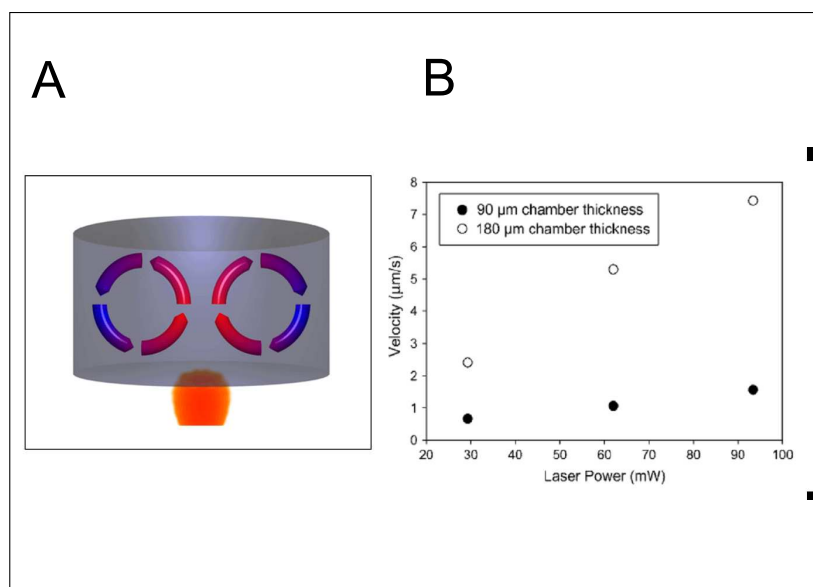 A
B
90 µm chamber thickness
180 µm chamber thickness
Velocity (µm/s)
8
7
6
5
4
3
2
1
0
20 30 40 50 60 70 80 90 100
Laser Power (mW)